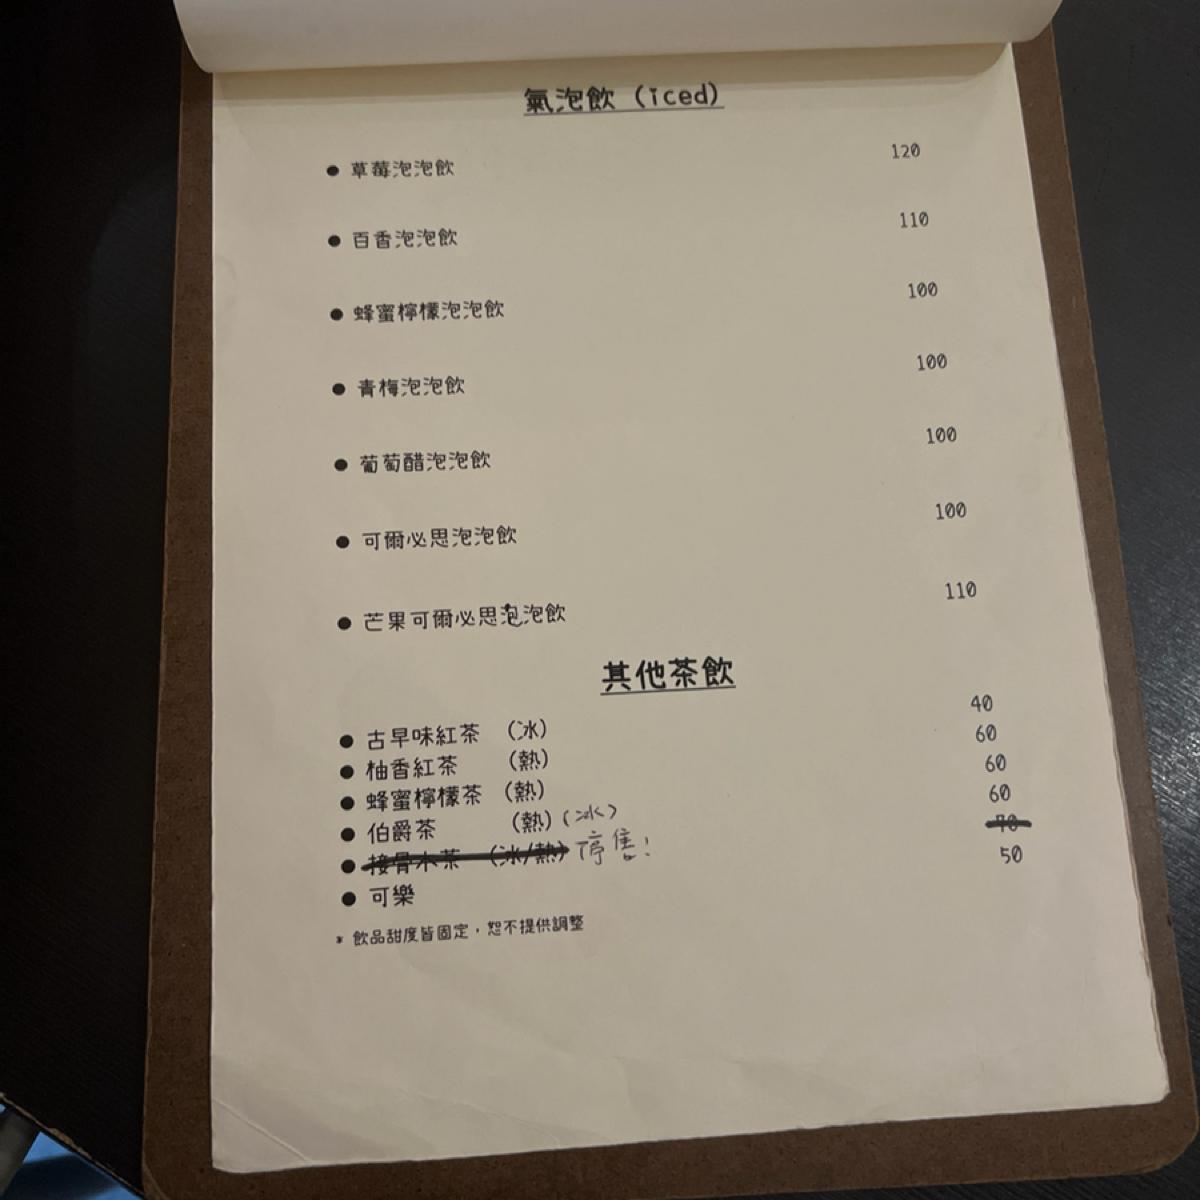 氣泡飲 (iced)
● 草莓泡泡飲 120
● 百香泡泡飲 110
● 蜂蜜檸檬泡泡飲 100
● 青梅泡泡飲 100
● 葡萄醋泡泡飲 100
● 可爾必思泡泡飲 100
● 芒果可爾必思泡泡飲 110
其他茶飲
● 古早味紅茶 (冰) 40
● 柚香紅茶 (熱) 60
● 蜂蜜檸檬茶 (熱) 60
● 伯爵茶 (熱) (冰) 60
● 接骨木茶 (冰/熱) 停售! 70
● 可樂 50
* 飲品甜度皆固定，恕不提供調整